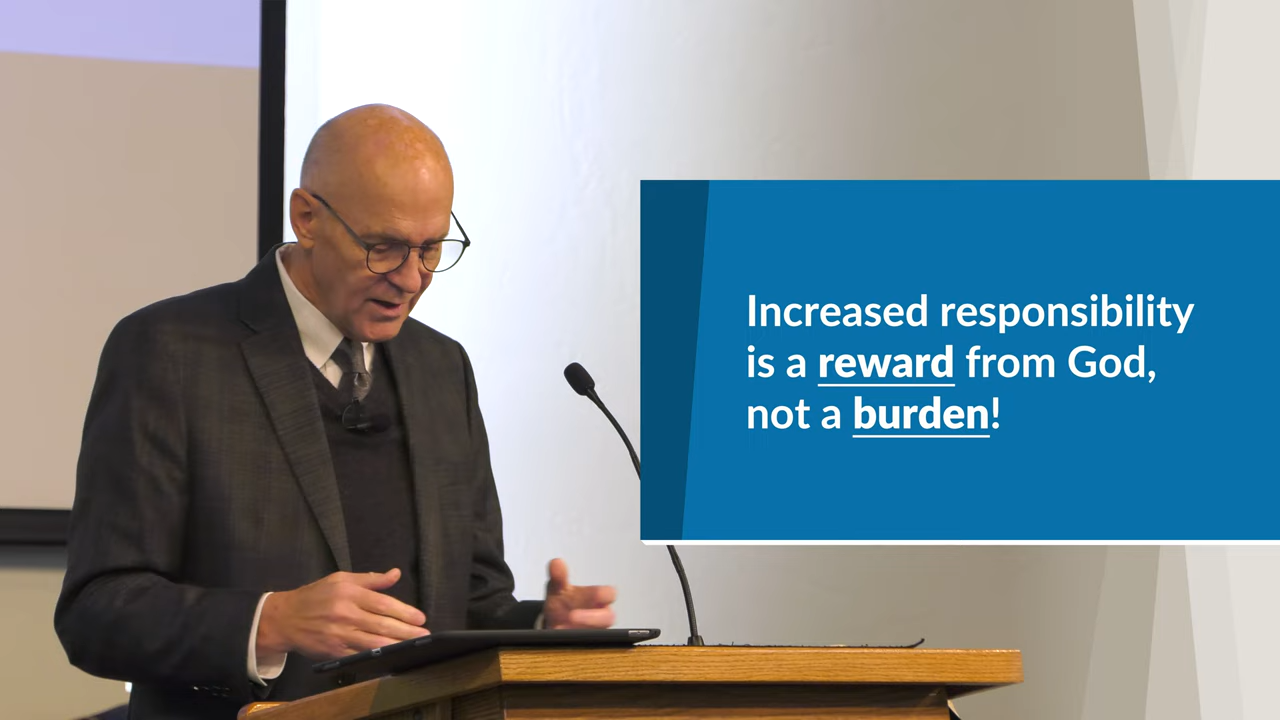 Increased responsibility
is a reward from God,
not a burden!